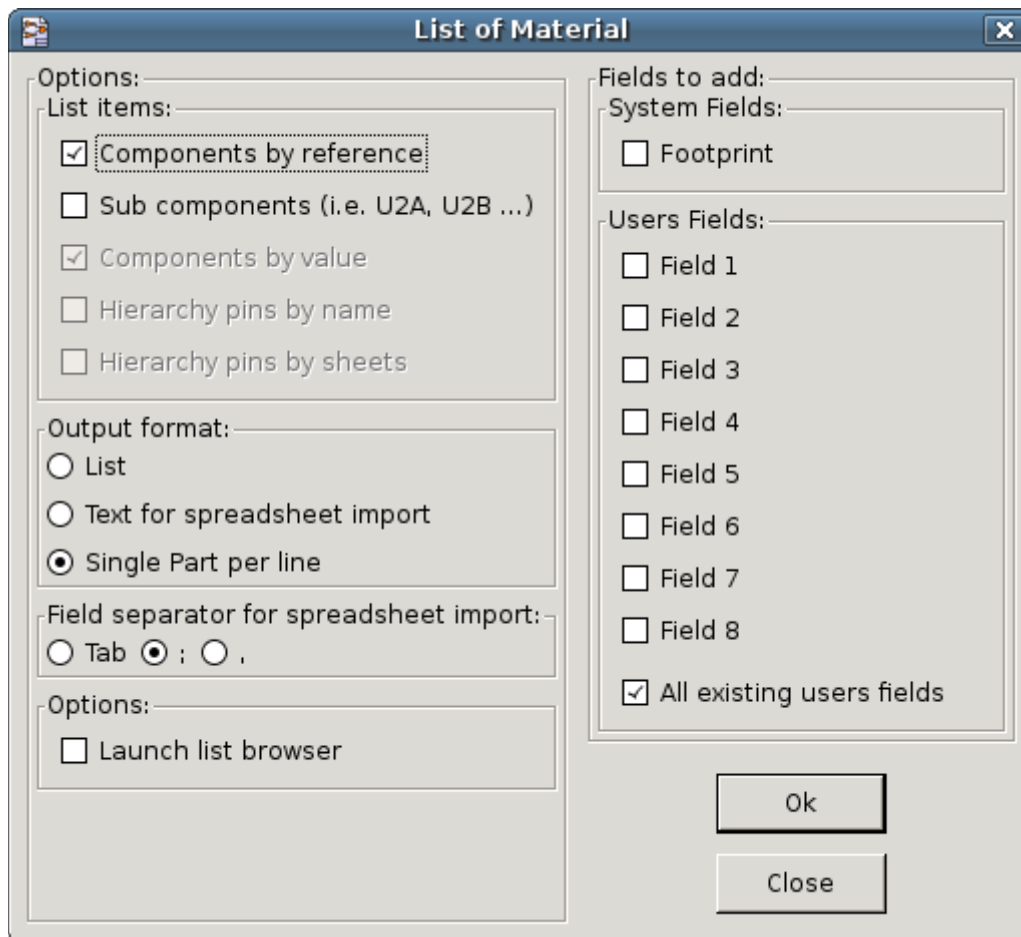 List of Material
Options:
List items:
Components by reference
Sub components (i.e. U2A, U2B ...)
Components by value
Hierarchy pins by name
Hierarchy pins by sheets
Output format:
List
Text for spreadsheet import
Single Part per line
Field separator for spreadsheet import:
Tab ; ,
Options:
Launch list browser
Fields to add:
System Fields:
Footprint
Users Fields:
Field 1
Field 2
Field 3
Field 4
Field 5
Field 6
Field 7
Field 8
All existing users fields
Ok
Close